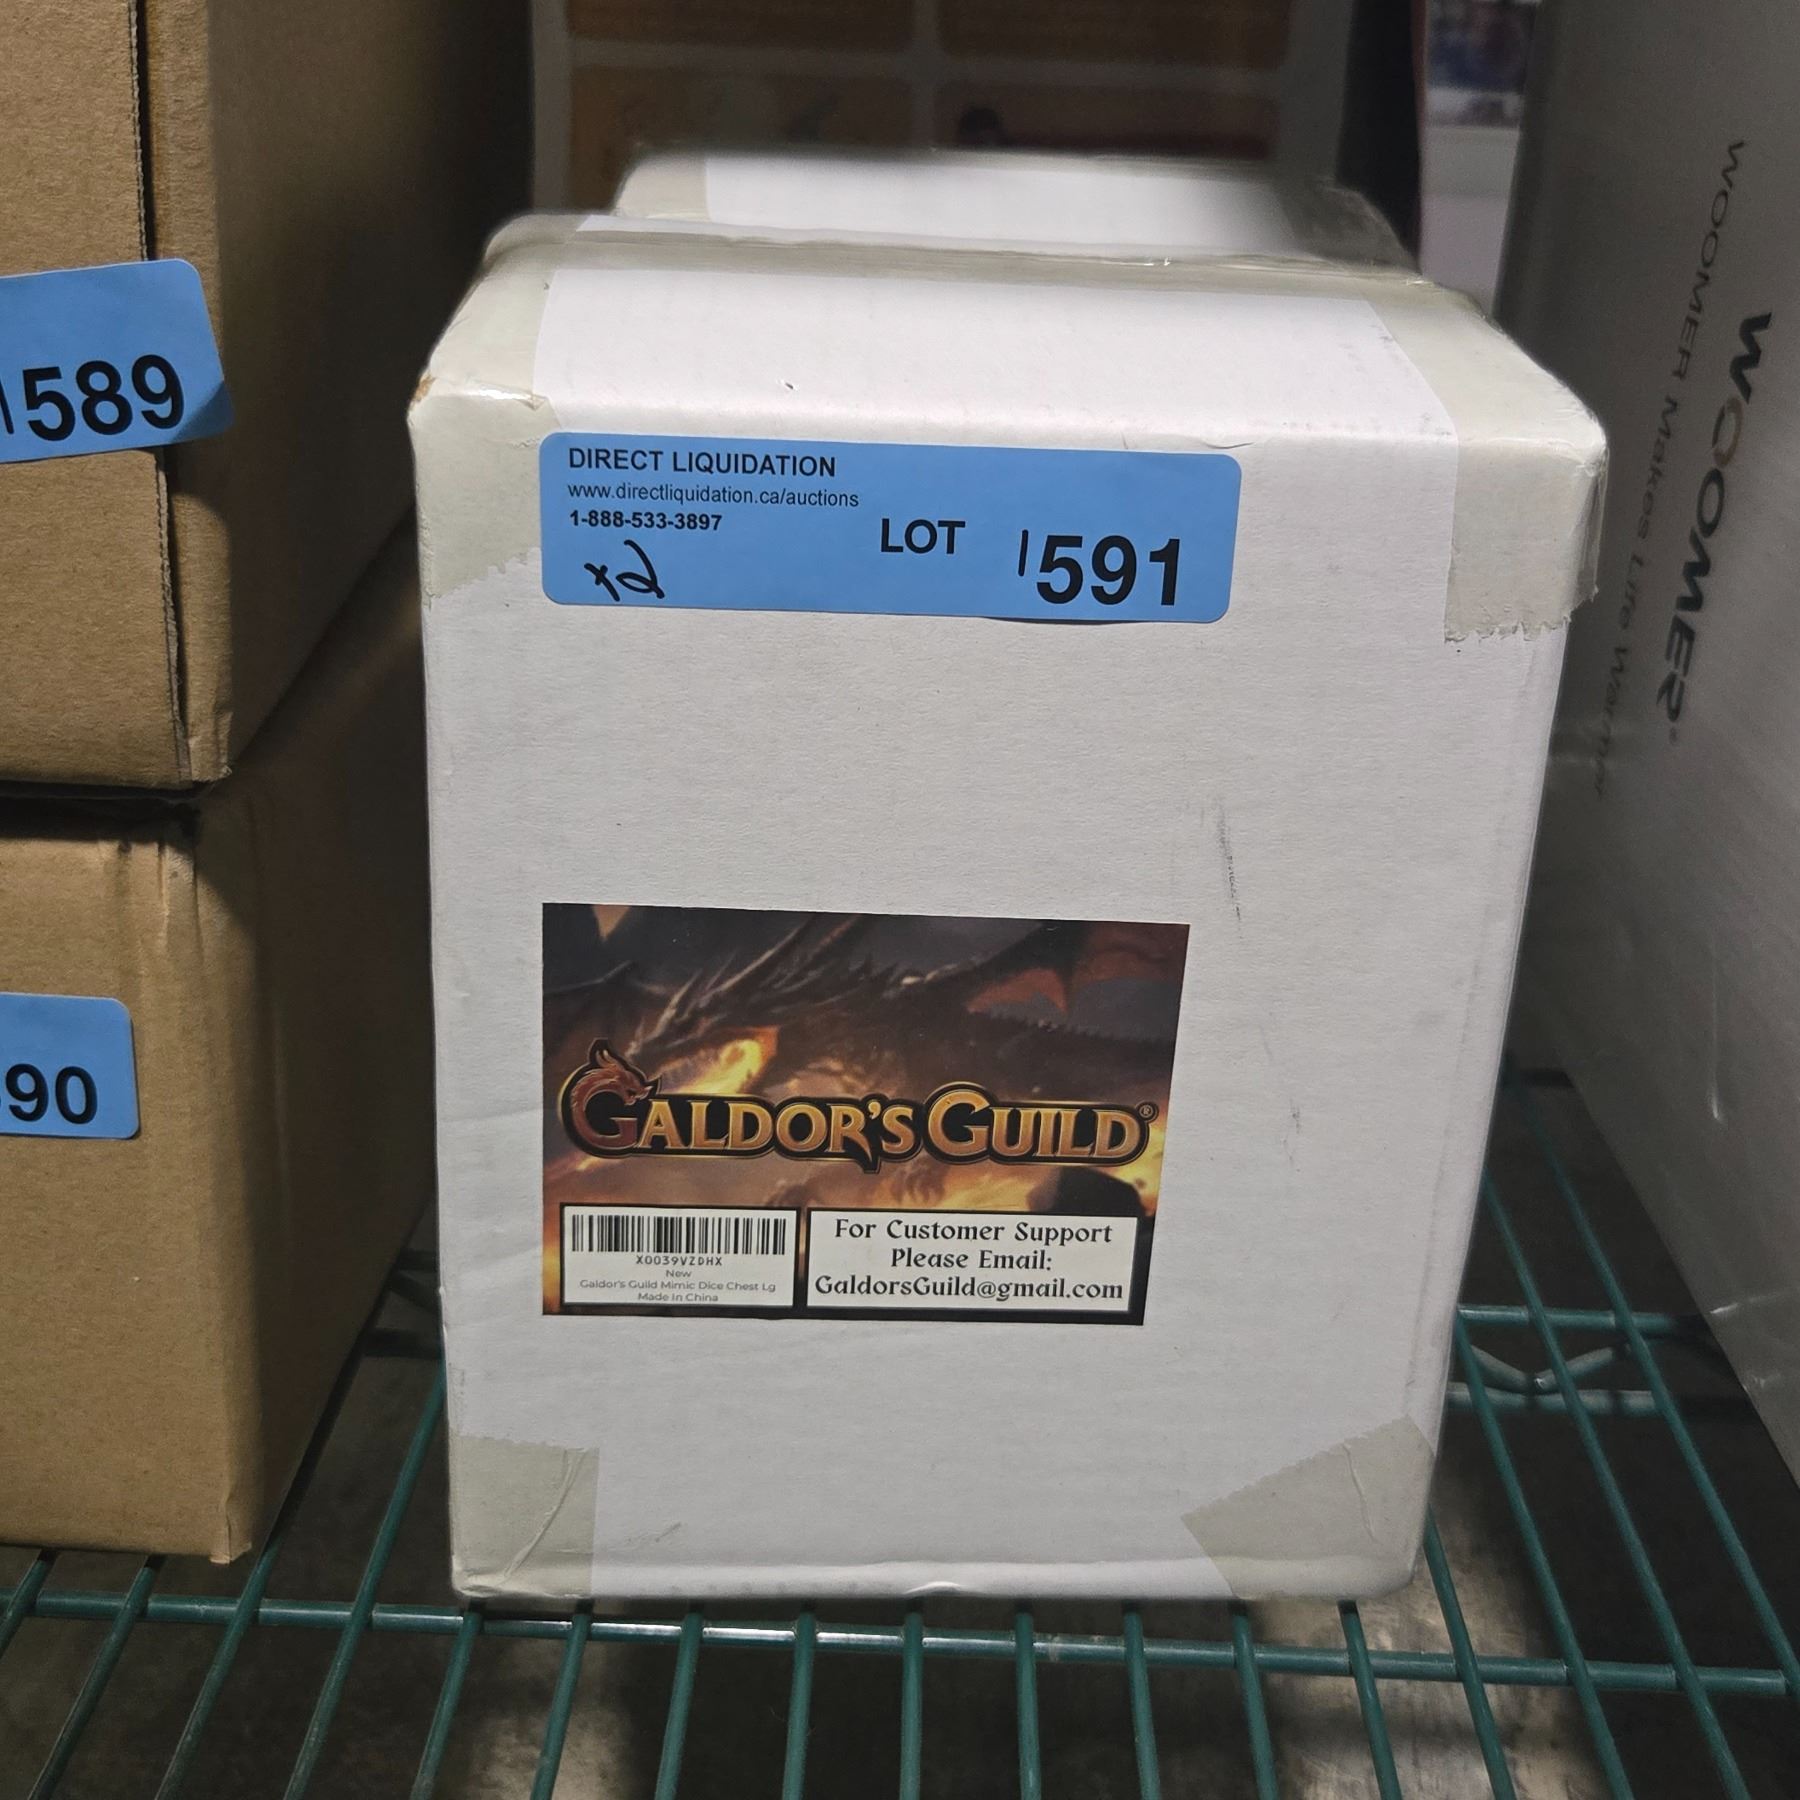 1589
90
DIRECT LIQUIDATION
www.directliquidation.ca/auctions
1-888-533-3897
x2
LOT 1591
GALDOR'S GUILD®
X0039VZDHX
New
Galdor's Guild Mimic Dice Chest Lg
Made In China
For Customer Support
Please Email:
GaldorsGuild@gmail.com
WOOMER®
WOOMER Makes Life Warmer